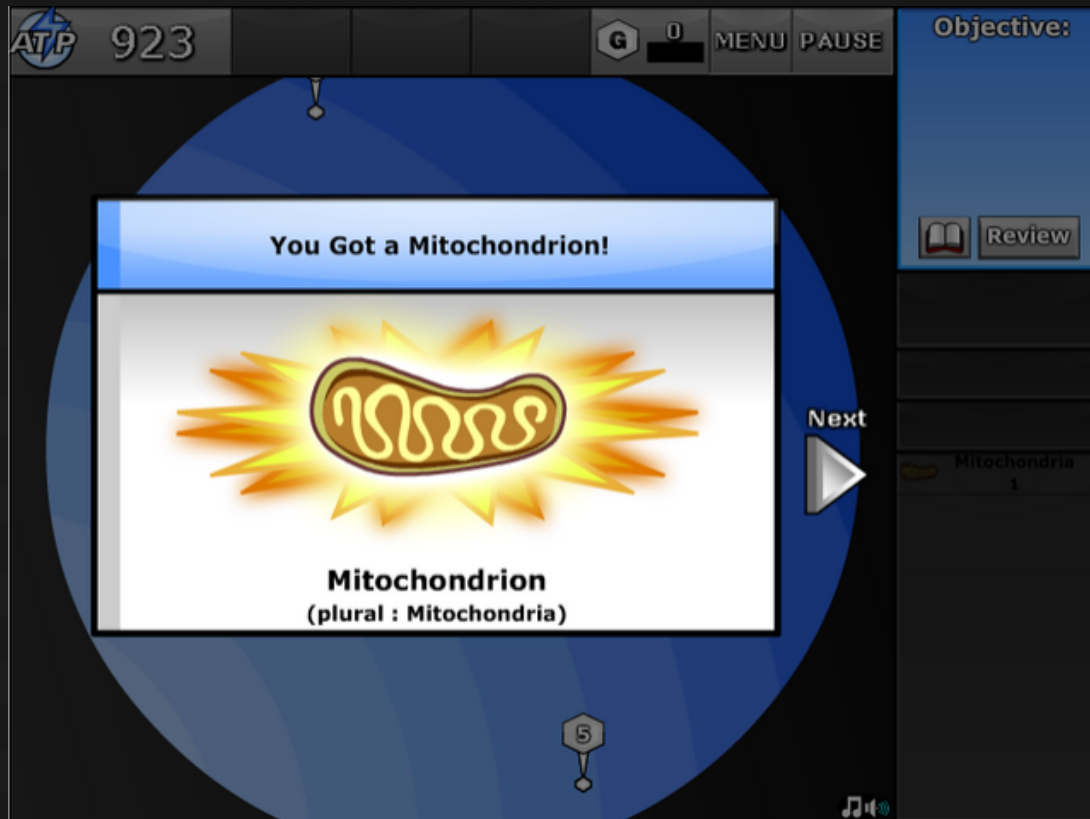 ATP 923 G 0 MENU PAUSE
Objective:
Review
You Got a Mitochondrion!
Next
Mitochondria
1
Mitochondrion
(plural : Mitochondria)
5